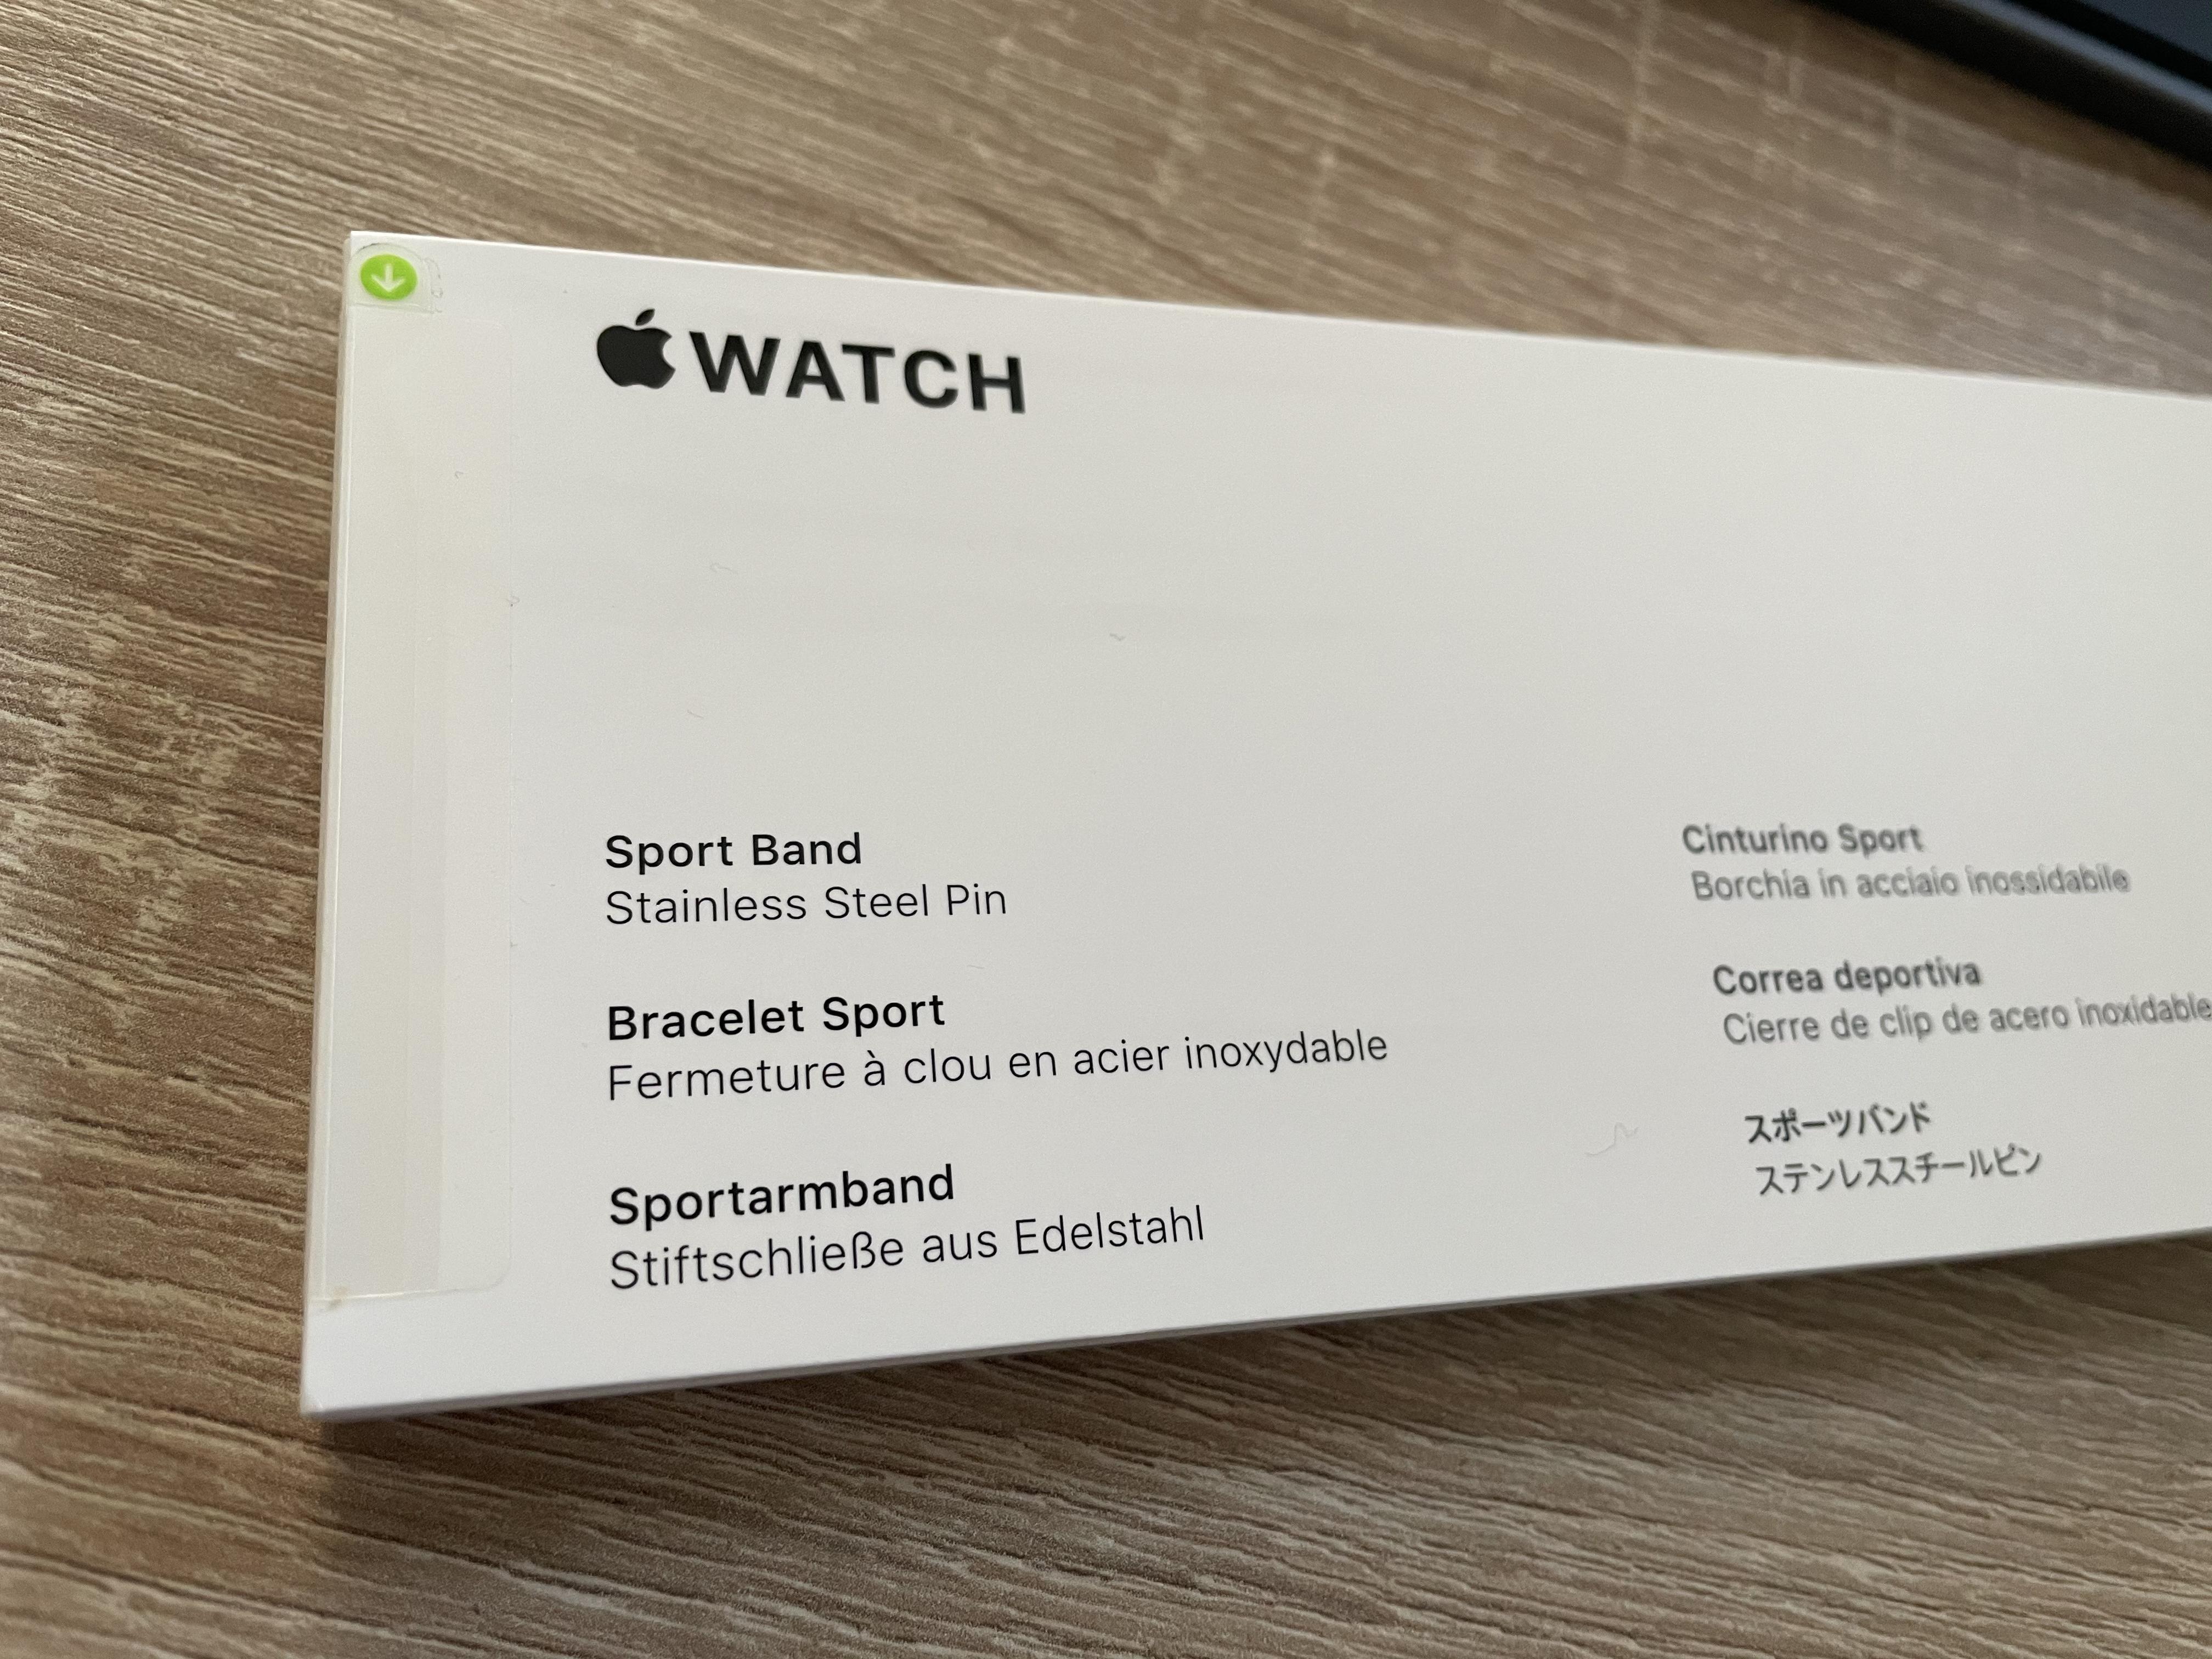 WATCH
Sport Band
Stainless Steel Pin
Bracelet Sport
Fermeture à clou en acier inoxydable
Sportarmband
Stiftschließe aus Edelstahl
Cinturino Sport
Borchia in acciaio inossidabile
Correa deportiva
Cierre de clip de acero inoxidable
スポーツバンド
ステンレススチールピン